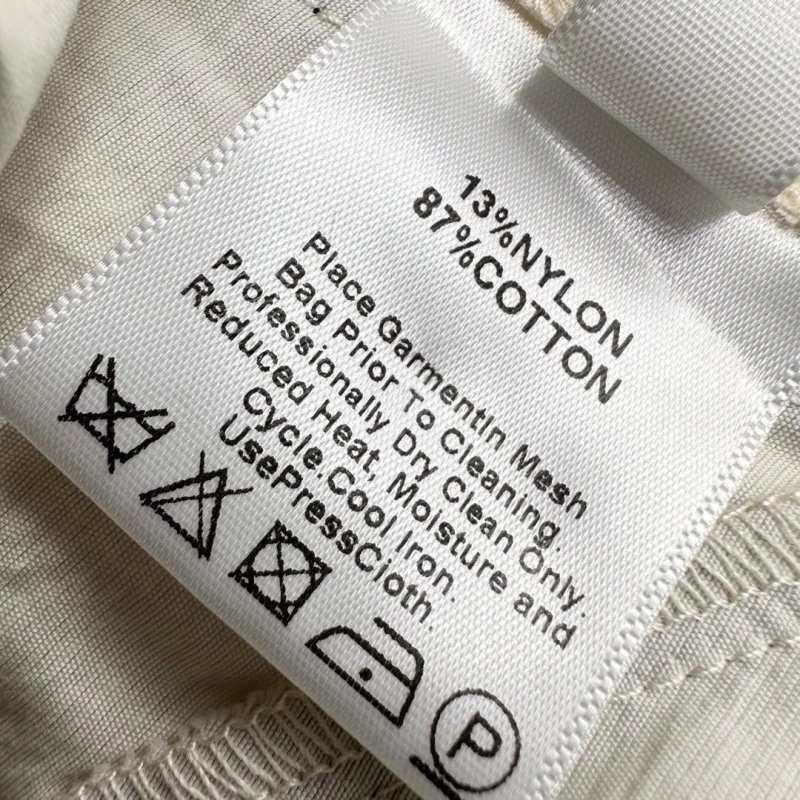 13%NYLON
87%COTTON
Place GarmentIn Mesh
Bag Prior To Cleaning.
Professionally Dry Clean Only.
Reduced Heat, Moisture and
Cycle.Cool Iron.
UsePressCloth.
P